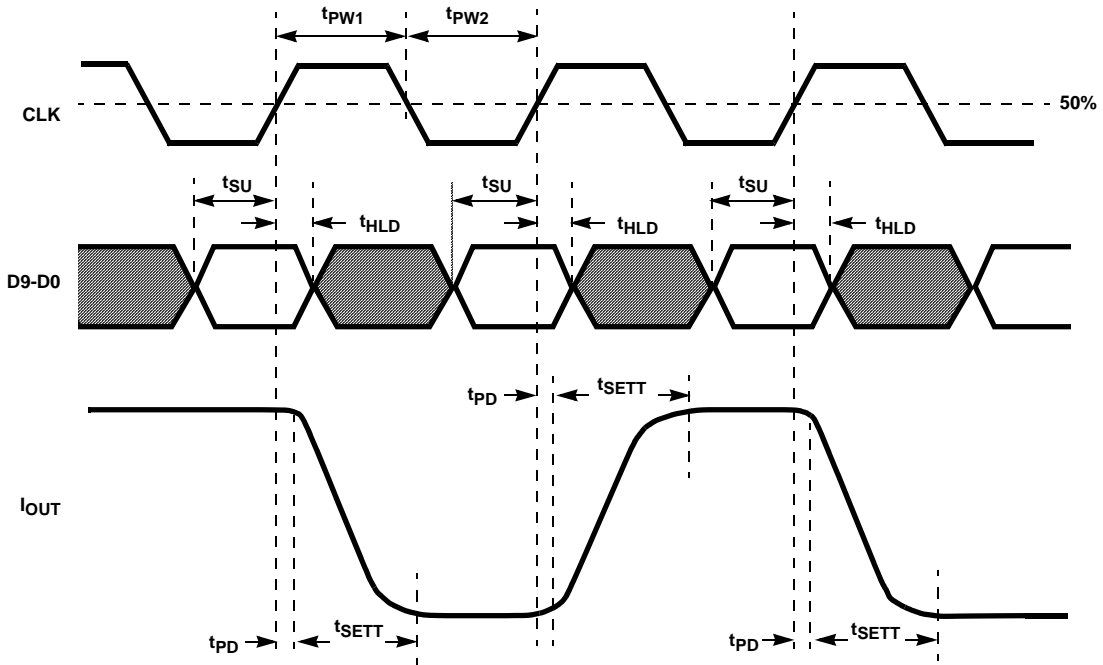 tPW1 tPW2
CLK
50%
tSU tSU tSU
tHLD tHLD tHLD
D9-D0
tPD tSETT
IOUT
tPD tSETT tPD tSETT